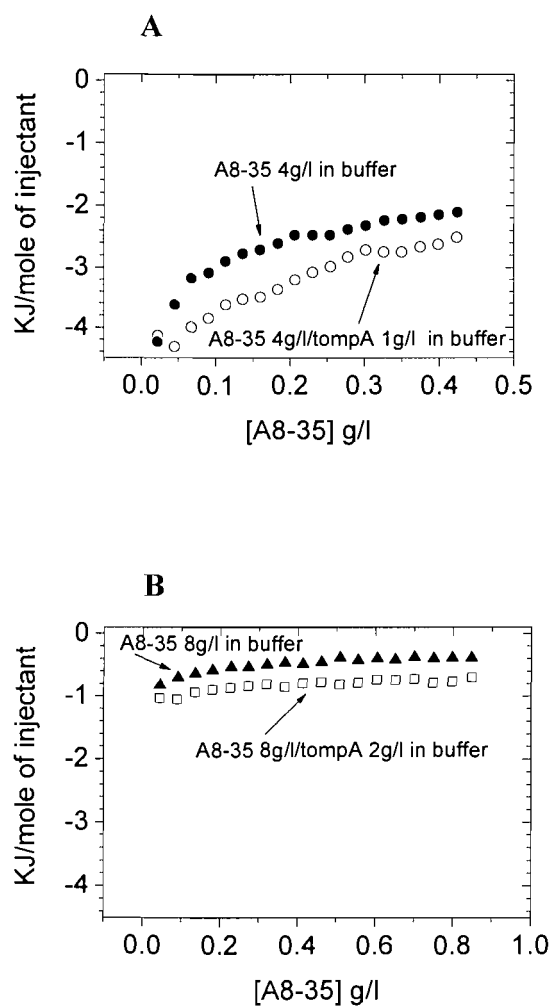 A
0
-1
-2
-3
-4
KJ/mole of injectant
A8-35 4g/l in buffer
A8-35 4g/l/tompA 1g/l in buffer
0.0 0.1 0.2 0.3 0.4 0.5
[A8-35] g/l
B
0
-1
-2
-3
-4
KJ/mole of injectant
A8-35 8g/l in buffer
A8-35 8g/l/tompA 2g/l in buffer
0.0 0.2 0.4 0.6 0.8 1.0
[A8-35] g/l